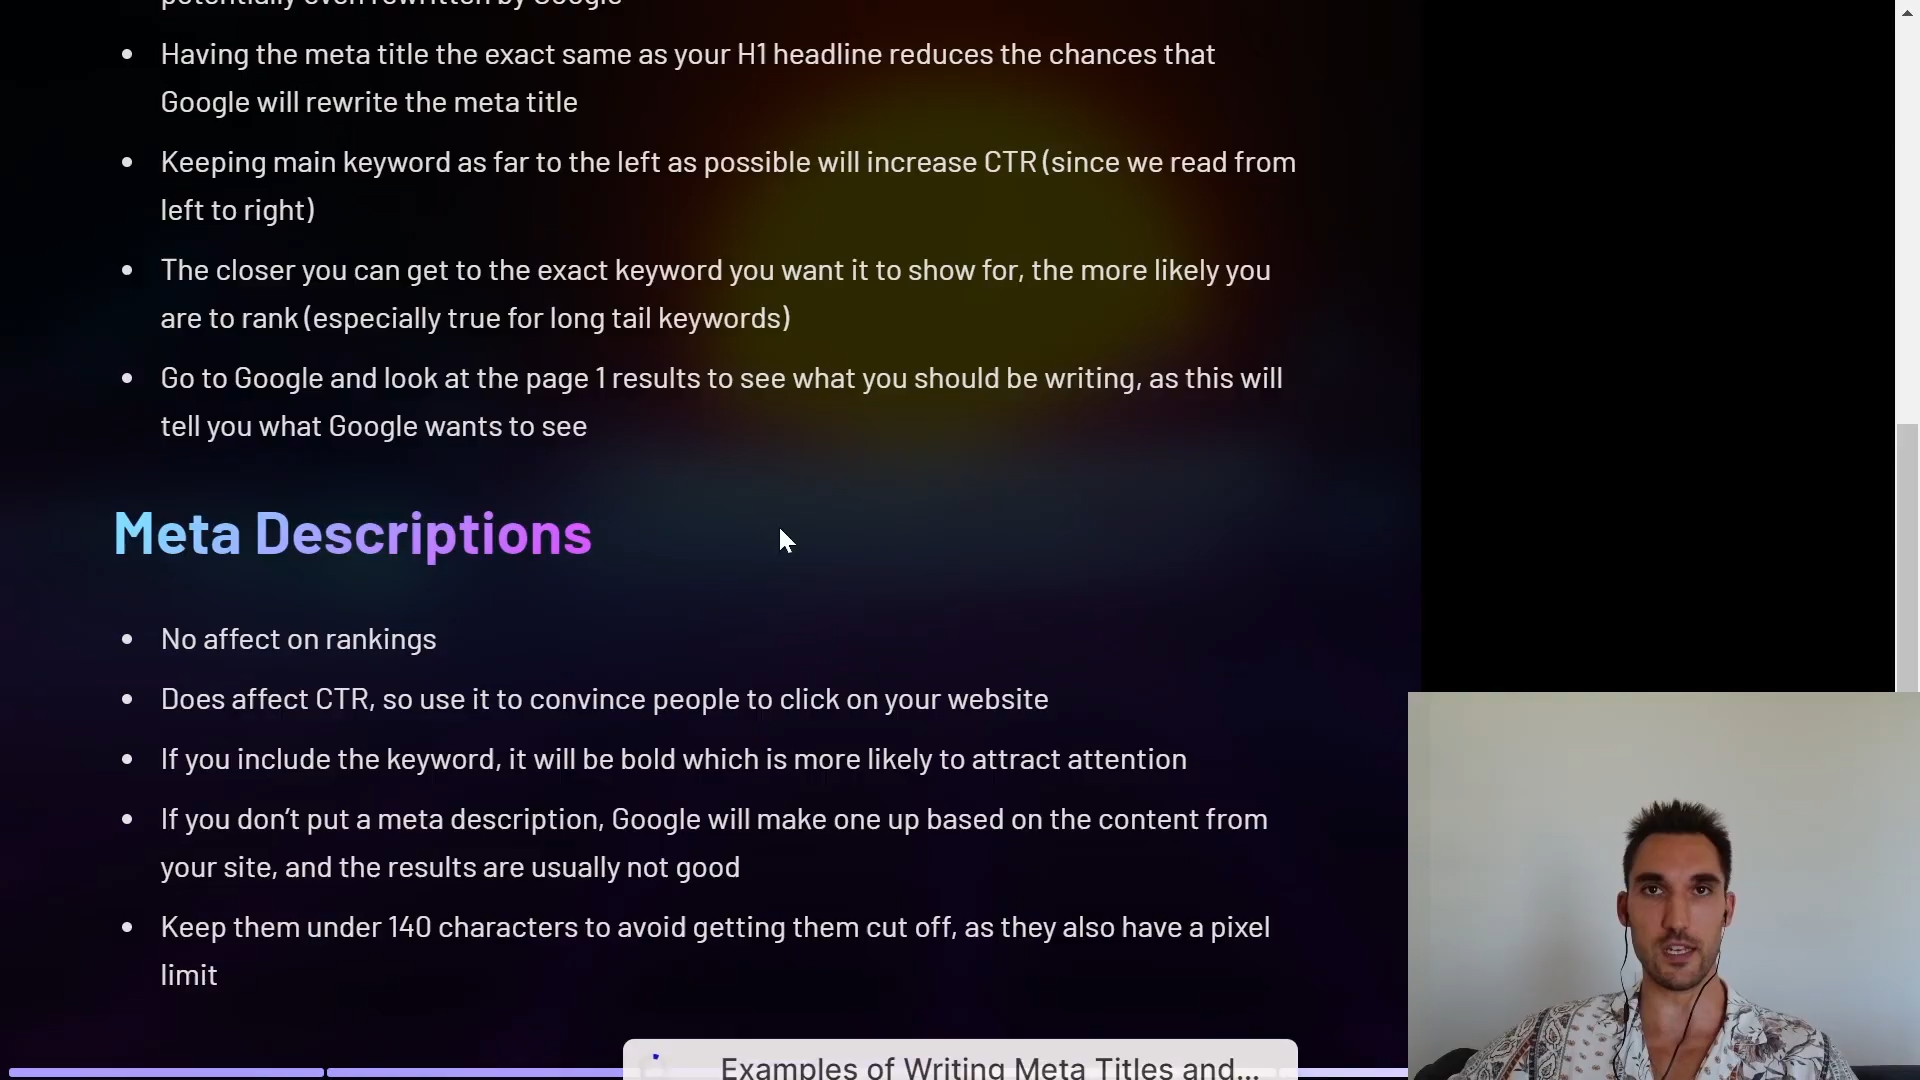 potentially even rewritten by Google
Having the meta title the exact same as your H1 headline reduces the chances that
Google will rewrite the meta title
Keeping main keyword as far to the left as possible will increase CTR (since we read from
left to right)
The closer you can get to the exact keyword you want it to show for, the more likely you
are to rank (especially true for long tail keywords)
Go to Google and look at the page 1 results to see what you should be writing, as this will
tell you what Google wants to see
Meta Descriptions
No affect on rankings
Does affect CTR, so use it to convince people to click on your website
If you include the keyword, it will be bold which is more likely to attract attention
If you don’t put a meta description, Google will make one up based on the content from
your site, and the results are usually not good
Keep them under 140 characters to avoid getting them cut off, as they also have a pixel
limit
Examples of Writing Meta Titles and...